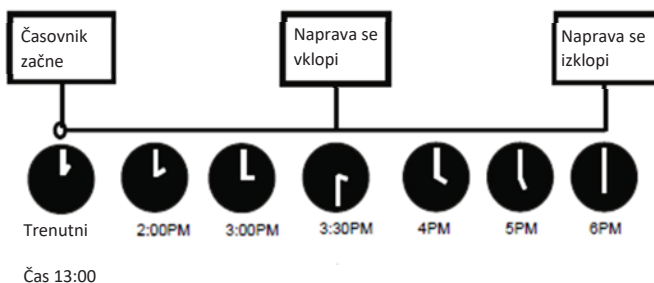 Časovnik
začne
Naprava se
vklopi
Naprava se
izklopi
Trenutni
2:00PM
3:00PM
3:30PM
4PM
5PM
6PM
Čas 13:00